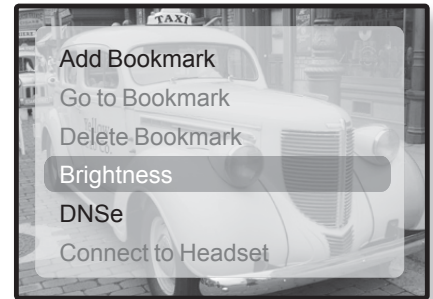 TAXI
Add Bookmark
Go to Bookmark
Delete Bookmark
Brightness
DNSe
Connect to Headset